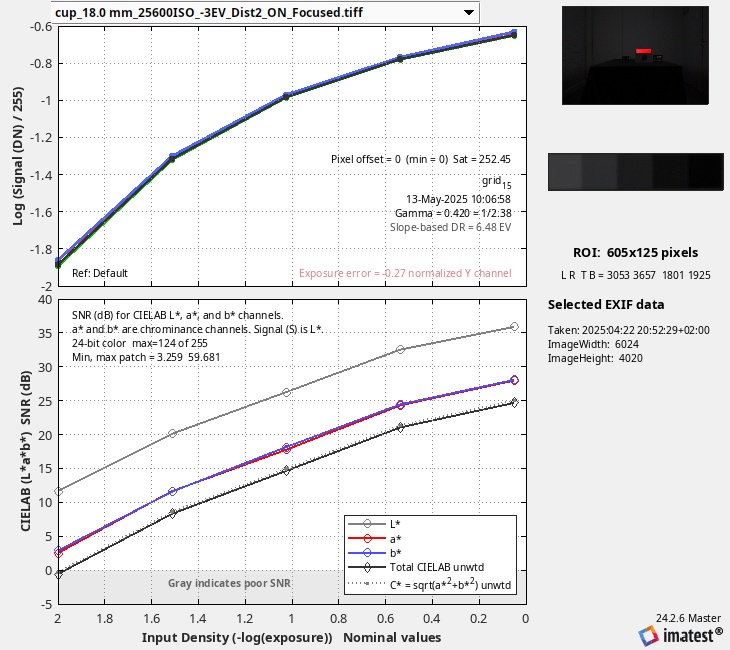 cup_18.0 mm_25600ISO_-3EV_Dist2_ON_Focused.tiff
-0.6
-0.8
-1
-1.2
-1.4
-1.6
-1.8
-2
Log (Signal (DN) / 255)
Pixel offset = 0 (min = 0) Sat = 252.45
grid15
13-May-2025 10:06:58
Gamma = 0.420 = 1/2.38
Slope-based DR = 6.48 EV
Ref: Default
Exposure error = -0.27 normalized Y channel
ROI: 605x125 pixels
L R T B = 3053 3657 1801 1925
Selected EXIF data
Taken: 2025:04:22 20:52:29+02:00
ImageWidth: 6024
ImageHeight: 4020
40
35
30
25
20
15
10
5
0
-5
CIELAB (L*a*b*) SNR (dB)
SNR (dB) for CIELAB L*, a*, and b* channels.
a* and b* are chrominance channels. Signal (S) is L*.
24-bit color max=124 of 255
Min, max patch = 3.259 59.681
L*
a*
b*
Total CIELAB unwtd
C* = sqrt(a*2+b*2) unwtd
Gray indicates poor SNR
2 1.8 1.6 1.4 1.2 1 0.8 0.6 0.4 0.2 0
Input Density (-log(exposure)) Nominal values
24.2.6 Master
imatest®